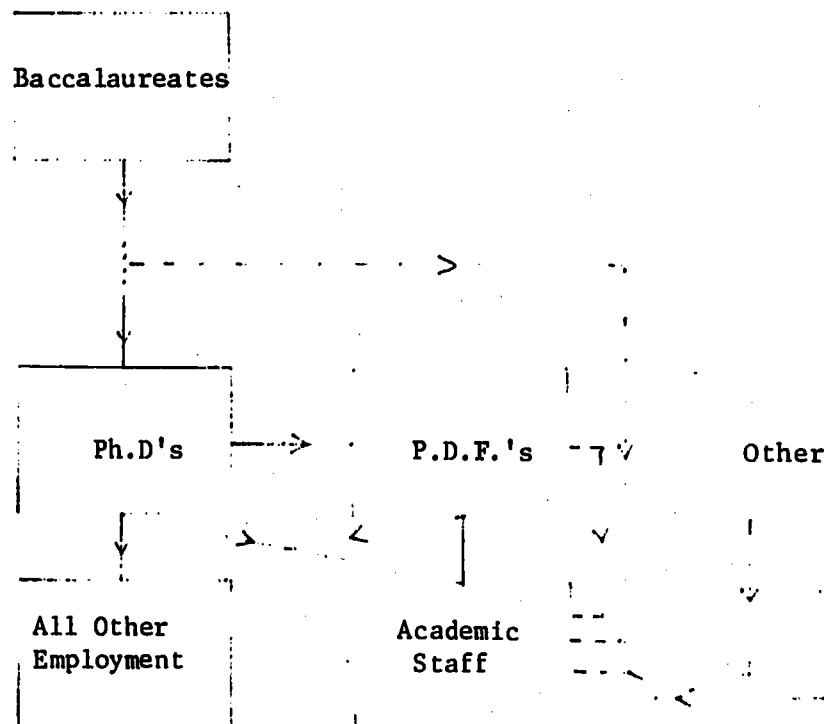 Baccalaureates
Ph.D's
P.D.F.'s
Other
All Other
Employment
Academic
Staff